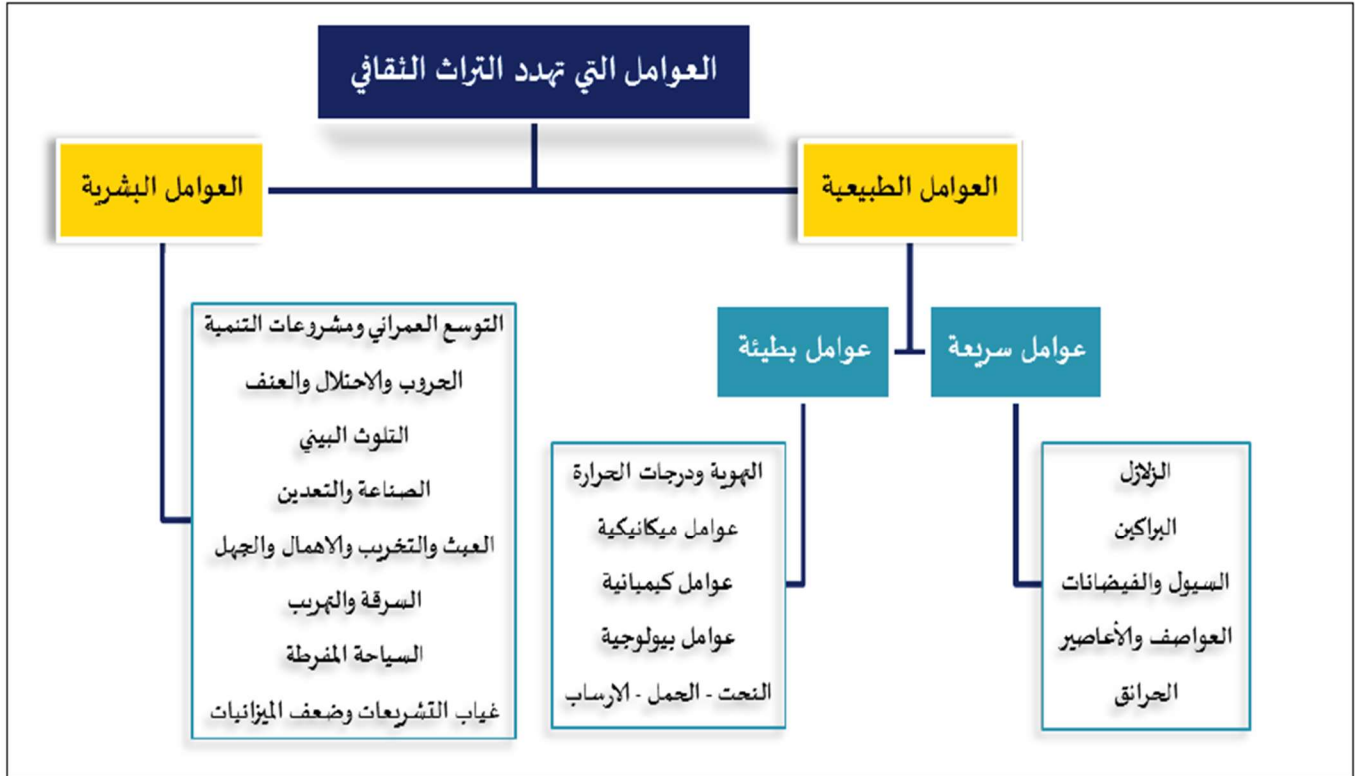 العوامل التي تهدد التراث الثقافي
العوامل الطبيعية
العوامل البشرية
عوامل سريعة
عوامل بطيئة
الزلازل
البراكين
السيول والفيضانات
العواصف والأعاصير
الحرائق
التهوية ودرجات الحرارة
عوامل ميكانيكية
عوامل كيميائية
عوامل بيولوجية
النحت - الحمل - الارساب
التوسع العمراني ومشروعات التنمية
الحروب والاحتلال والعنف
التلوث البيئي
الصناعة والتعدين
العبث والتخريب والاهمال والجهل
السرقة والتهريب
السياحة المفرطة
غياب التشريعات وضعف الميزانيات